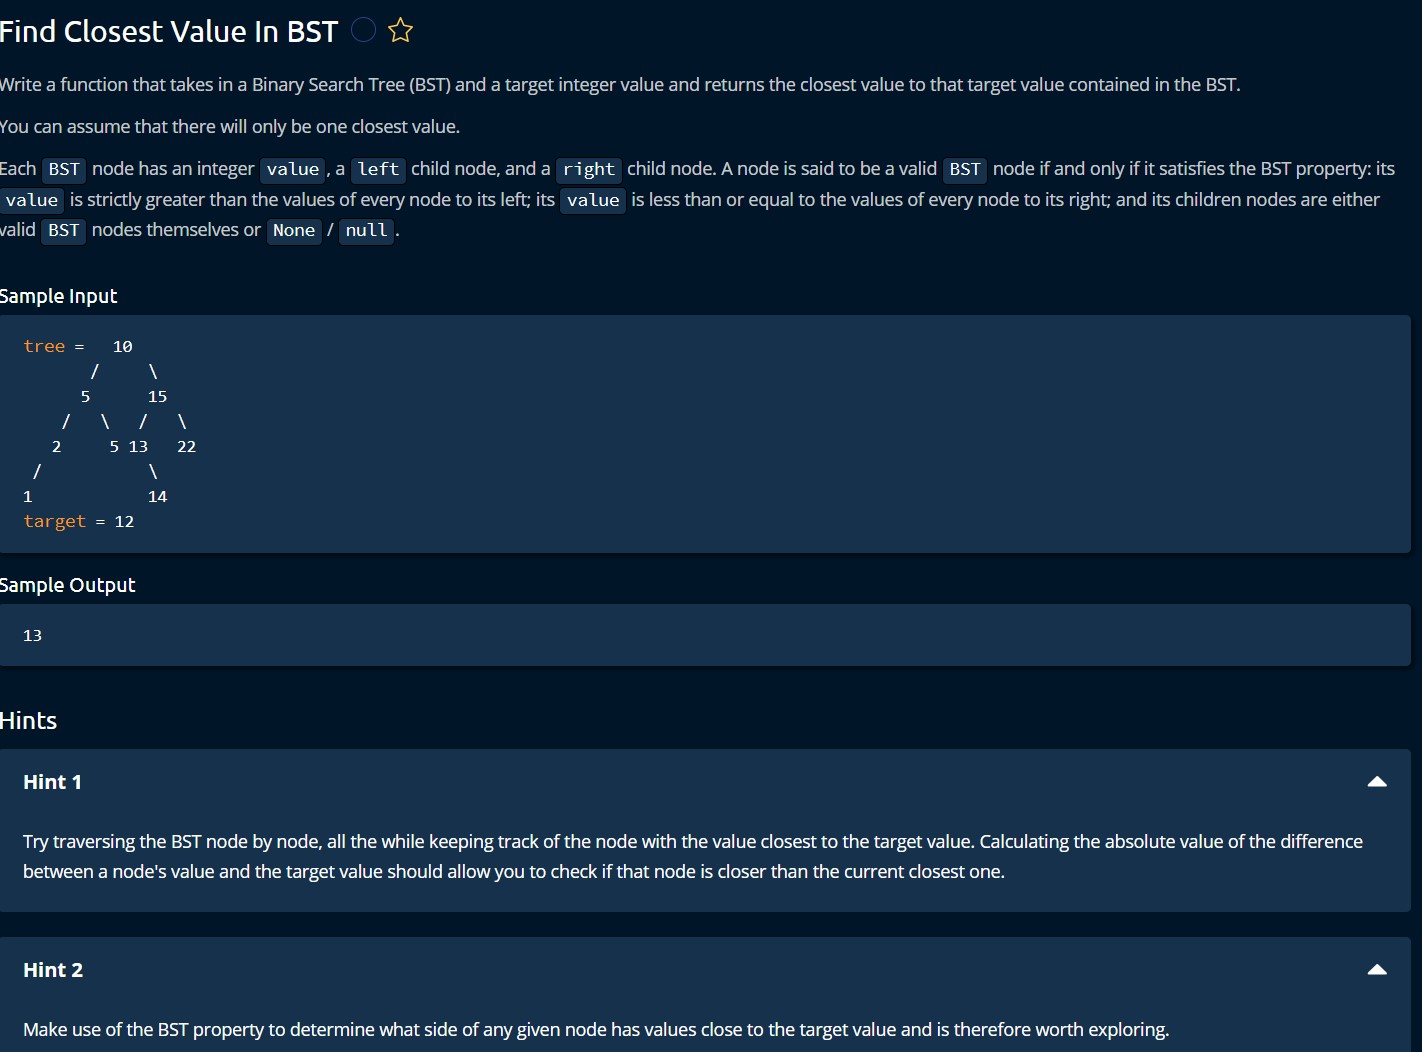 Find Closest Value In BST
Write a function that takes in a Binary Search Tree (BST) and a target integer value and returns the closest value to that target value contained in the BST.
You can assume that there will only be one closest value.
Each BST node has an integer value , a left child node, and a right child node. A node is said to be a valid BST node if and only if it satisfies the BST property: its
value is strictly greater than the values of every node to its left; its value is less than or equal to the values of every node to its right; and its children nodes are either
valid BST nodes themselves or None / null .
Sample Input
tree =   10
       /     \
      5      15
    /   \   /   \
   2     5 13   22
 /           \
1            14
target = 12
Sample Output
13
Hints
Hint 1
Try traversing the BST node by node, all the while keeping track of the node with the value closest to the target value. Calculating the absolute value of the difference
between a node's value and the target value should allow you to check if that node is closer than the current closest one.
Hint 2
Make use of the BST property to determine what side of any given node has values close to the target value and is therefore worth exploring.